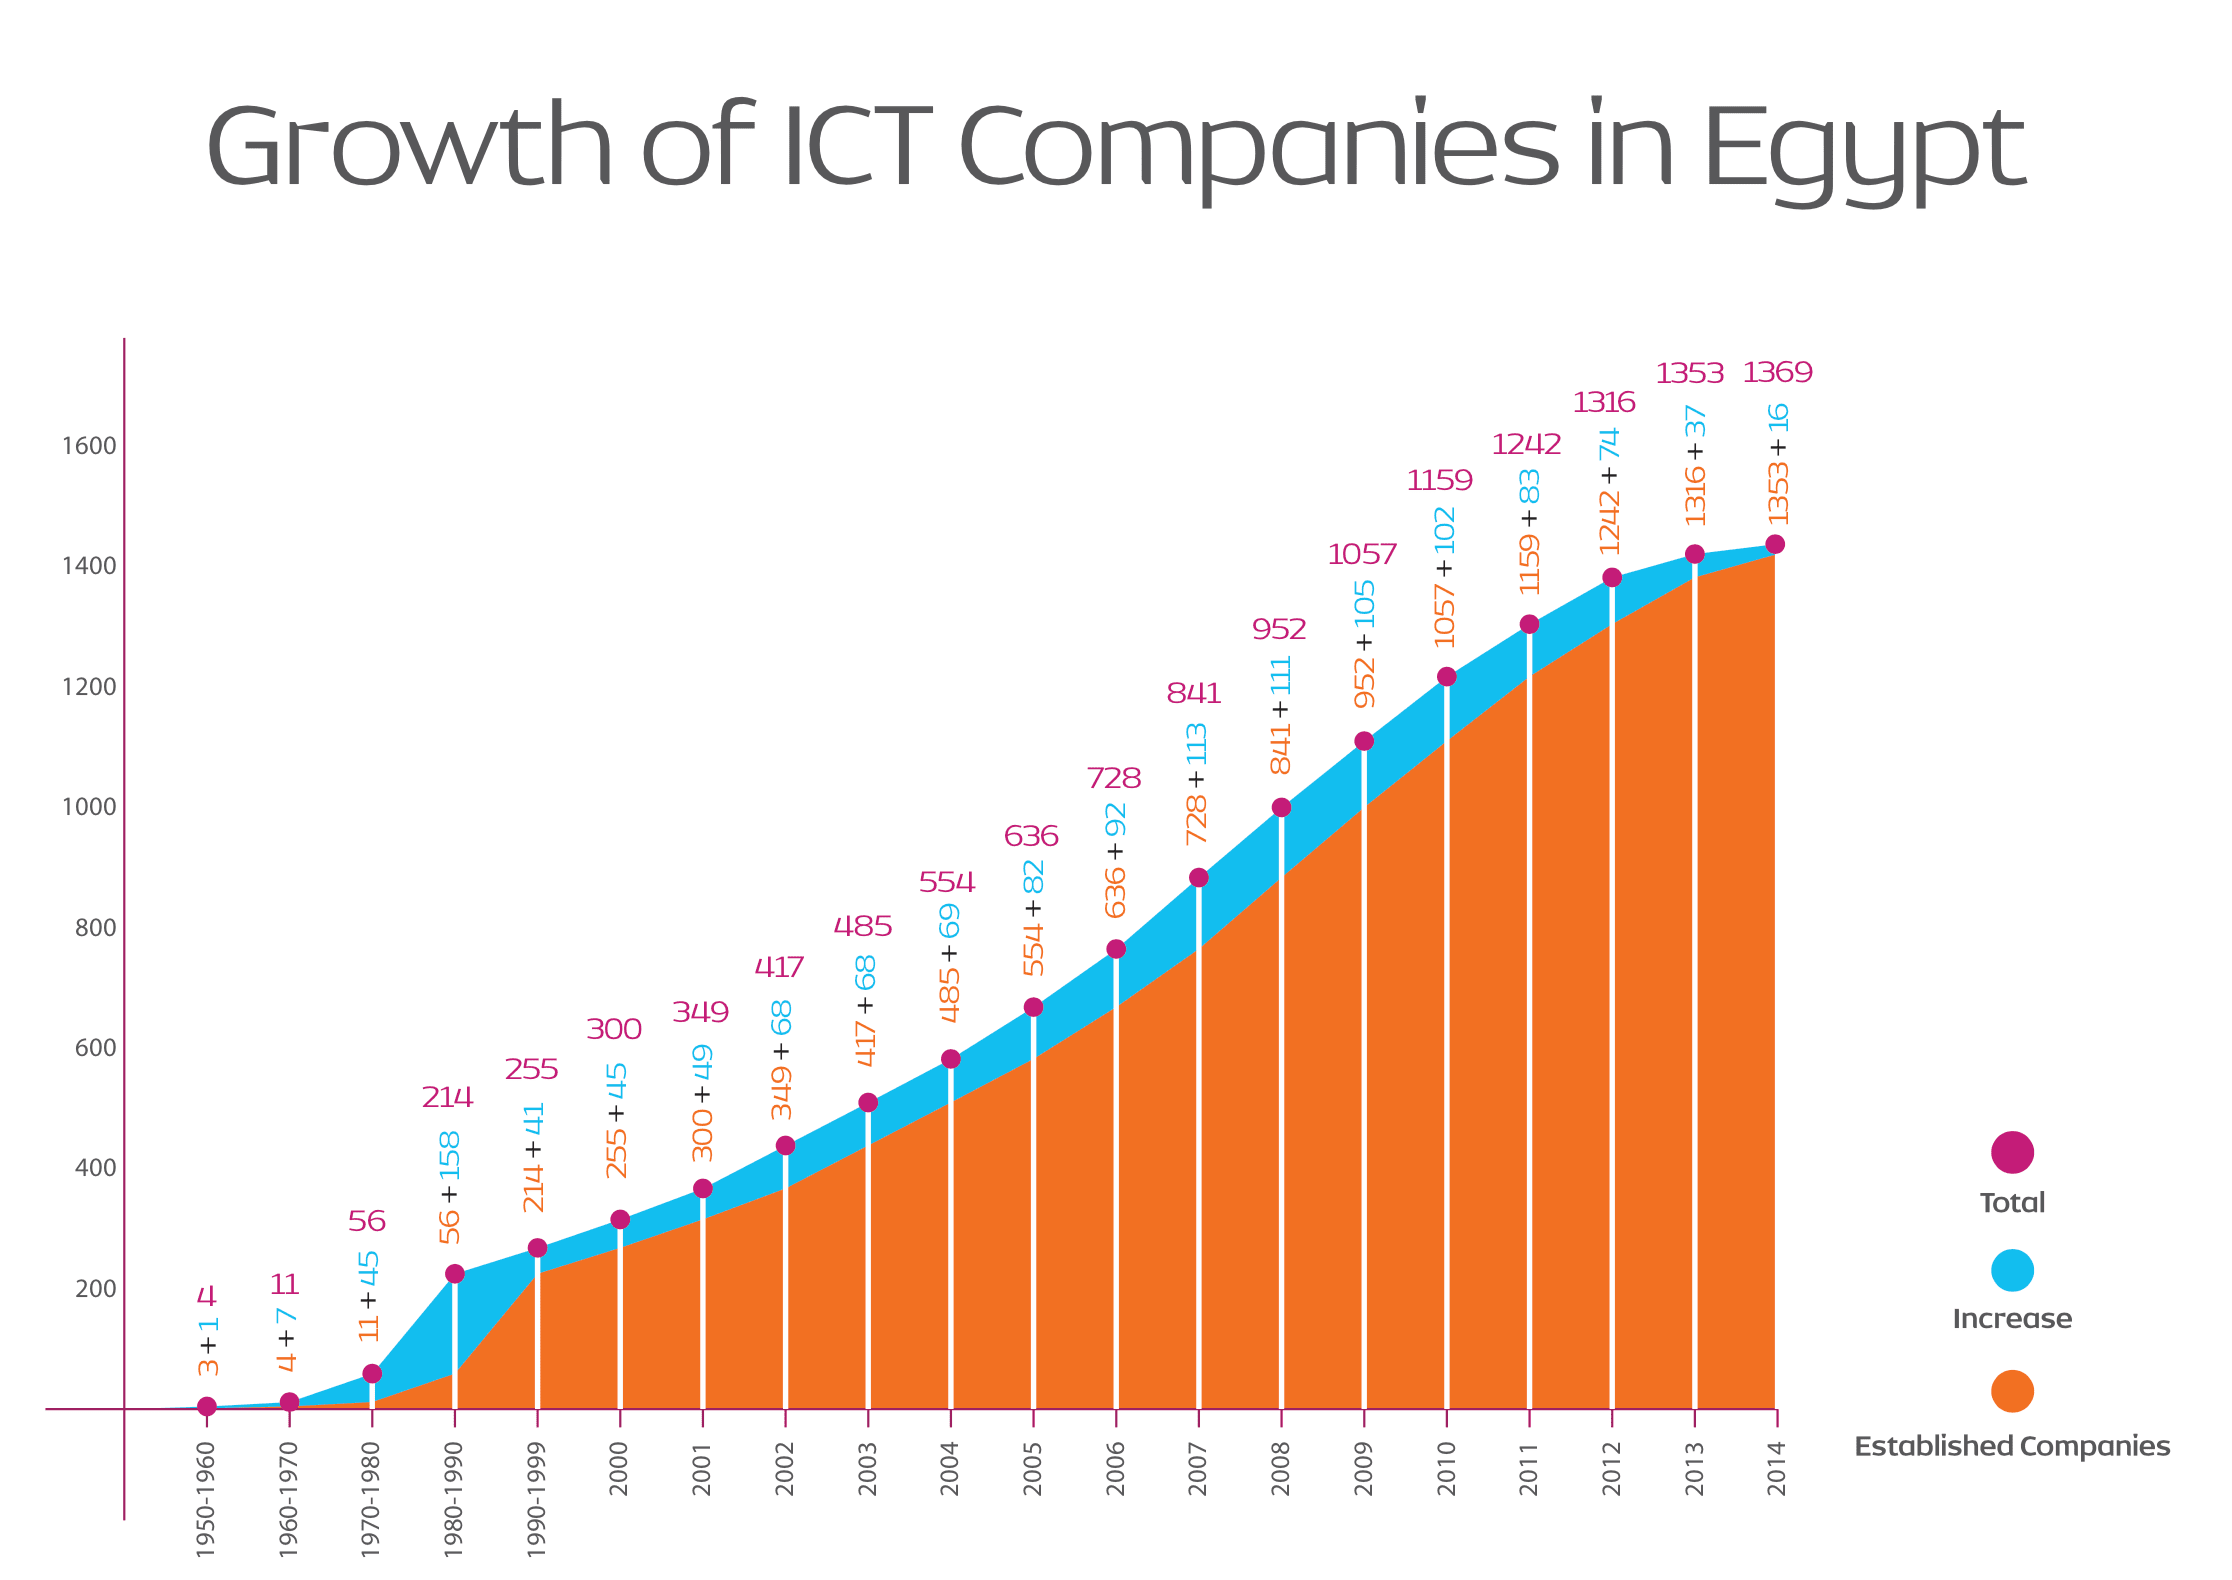 Growth of ICT Companies in Egypt
1600
1400
1200
1000
800
600
400
200
4
3 + 1
11
4 + 7
56
11 + 45
214
56 + 158
255
214 + 41
300
255 + 45
349
300 + 49
417
349 + 68
485
417 + 68
554
485 + 69
636
554 + 82
728
636 + 92
841
728 + 113
952
841 + 111
1057
952 + 105
1159
1057 + 102
1242
1159 + 83
1316
1242 + 74
1353
1316 + 37
1369
1353 + 16
1950-1960
1960-1970
1970-1980
1980-1990
1990-1999
2000
2001
2002
2003
2004
2005
2006
2007
2008
2009
2010
2011
2012
2013
2014
Total
Increase
Established Companies